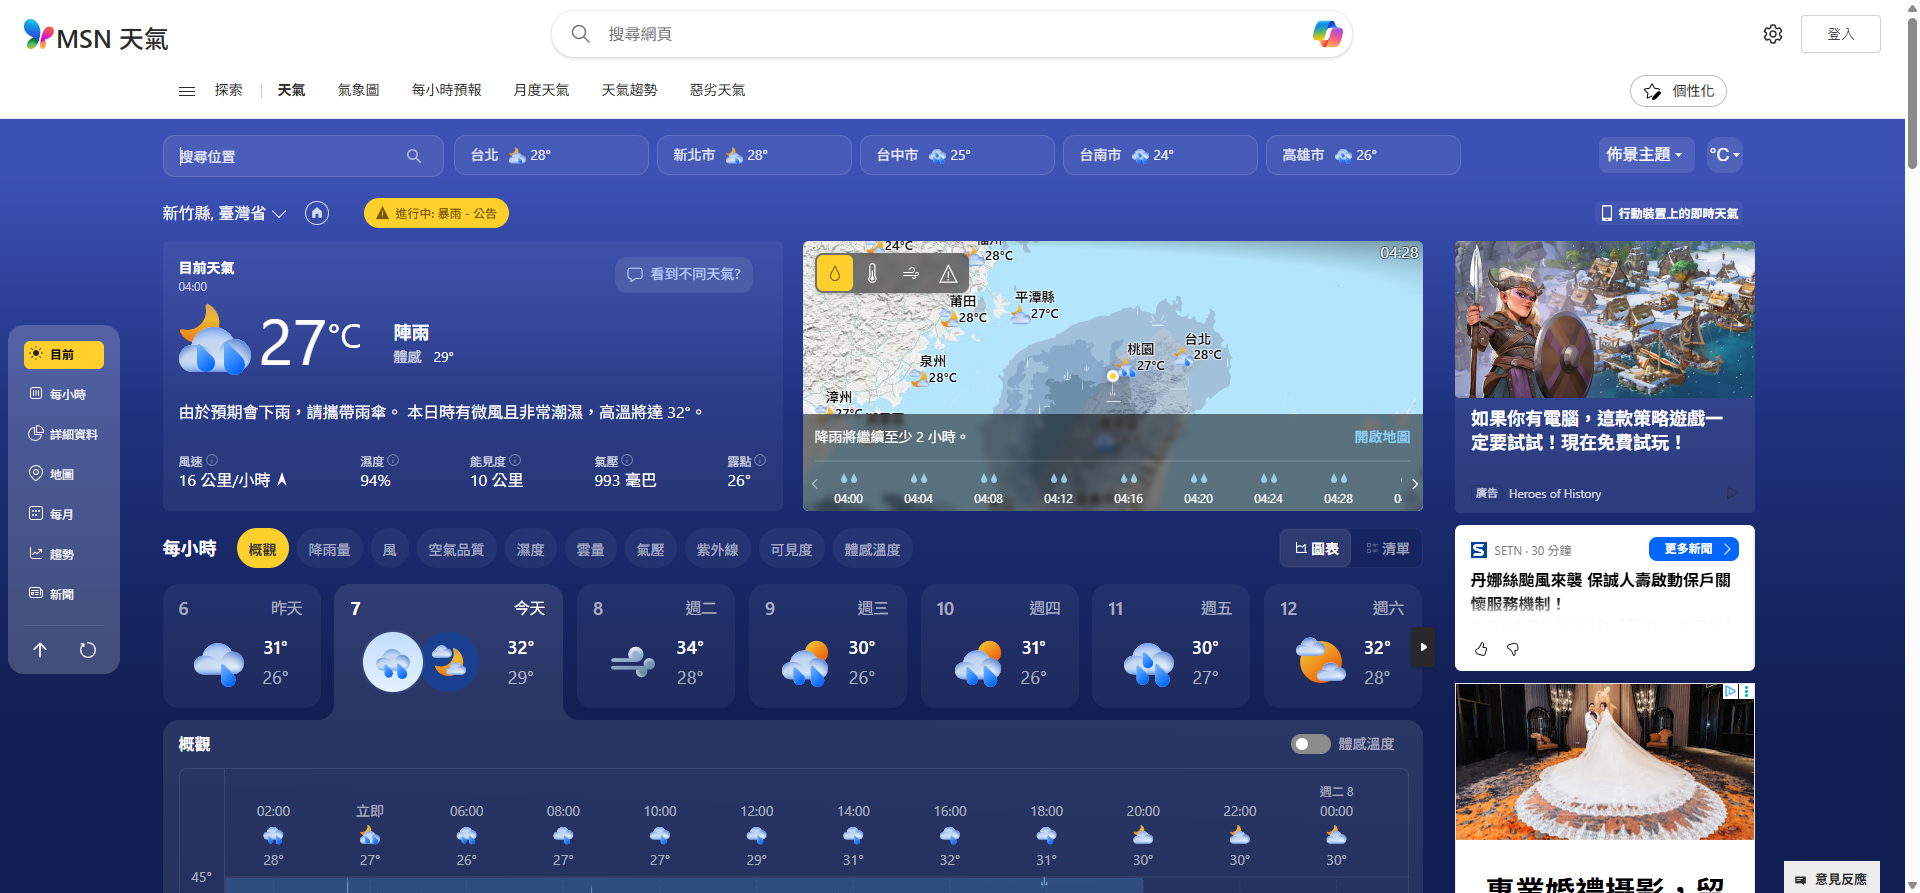 MSN 天氣
搜尋網頁
登入
探索
天氣
氣象圖
每小時預報
月度天氣
天氣趨勢
惡劣天氣
個性化
搜尋位置
台北 28°
新北市 28°
台中市 25°
台南市 24°
高雄市 26°
佈景主題
°C
新竹縣, 臺灣省
進行中: 暴雨 - 公告
行動裝置上的即時天氣
目前天氣
04:00
看到不同天氣?
27°C
陣雨
體感 29°
由於預期會下雨，請攜帶雨傘。 本日時有微風且非常潮濕，高溫將達 32°。
風速
16 公里/小時
濕度
94%
能見度
10 公里
氣壓
993 毫巴
露點
26°
04:28
24°C
福州
28°C
莆田
28°C
平潭縣
27°C
台北
28°C
桃園
27°C
泉州
28°C
漳州
27°C
降雨將繼續至少 2 小時。
開啟地圖
04:00 04:04 04:08 04:12 04:16 04:20 04:24 04:28
目前
每小時
詳細資料
地圖
每月
趨勢
新聞
如果你有電腦，這款策略遊戲一
定要試試！現在免費試玩！
廣告 Heroes of History
SETN · 30 分鐘
更多新聞
丹娜絲颱風來襲 保誠人壽啟動保戶關
懷服務機制！
每小時
概觀
降雨量
風
空氣品質
濕度
雲量
氣壓
紫外線
可見度
體感溫度
圖表
清單
6 昨天
31°
26°
7 今天
32°
29°
8 週二
34°
28°
9 週三
30°
26°
10 週四
31°
26°
11 週五
30°
27°
12 週六
32°
28°
概觀
體感溫度
週二 8
02:00 立即 06:00 08:00 10:00 12:00 14:00 16:00 18:00 20:00 22:00 00:00
28° 27° 26° 27° 27° 29° 31° 32° 31° 30° 30° 30°
45°
專業婚禮攝影，留
意見反應